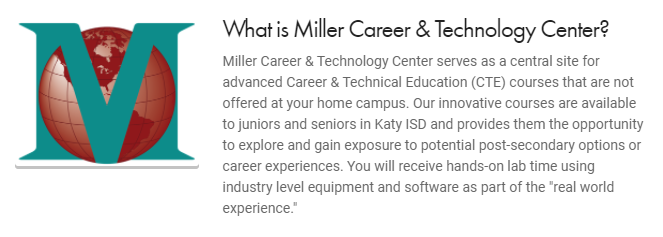 What is Miller Career & Technology Center?
Miller Career & Technology Center serves as a central site for
advanced Career & Technical Education (CTE) courses that are not
offered at your home campus. Our innovative courses are available
to juniors and seniors in Katy ISD and provides them the opportunity
to explore and gain exposure to potential post-secondary options or
career experiences. You will receive hands-on lab time using
industry level equipment and software as part of the "real world
experience."
M